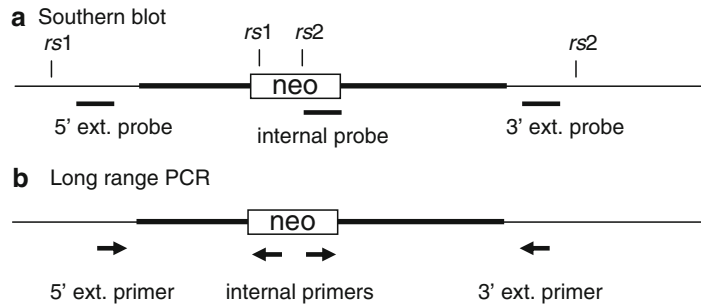 a Southern blot
rs1
rs1 rs2
rs2
neo
5’ ext. probe
internal probe
3’ ext. probe
b Long range PCR
neo
5’ ext. primer
internal primers
3’ ext. primer